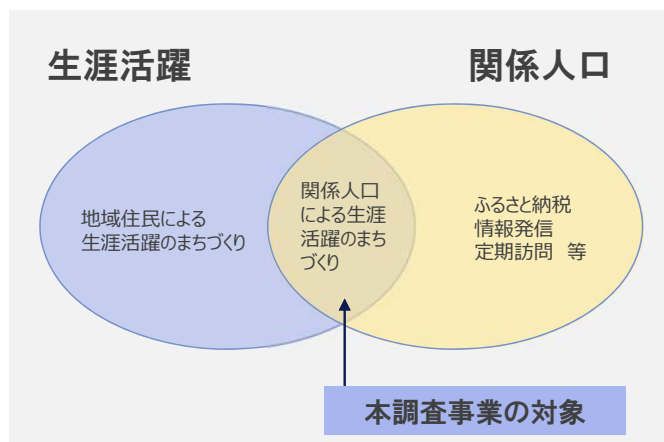 生涯活躍
関係人口
地域住民による
生涯活躍のまちづくり
関係人口
による生涯
活躍のまち
づくり
ふるさと納税
情報発信
定期訪問　等
本調査事業の対象